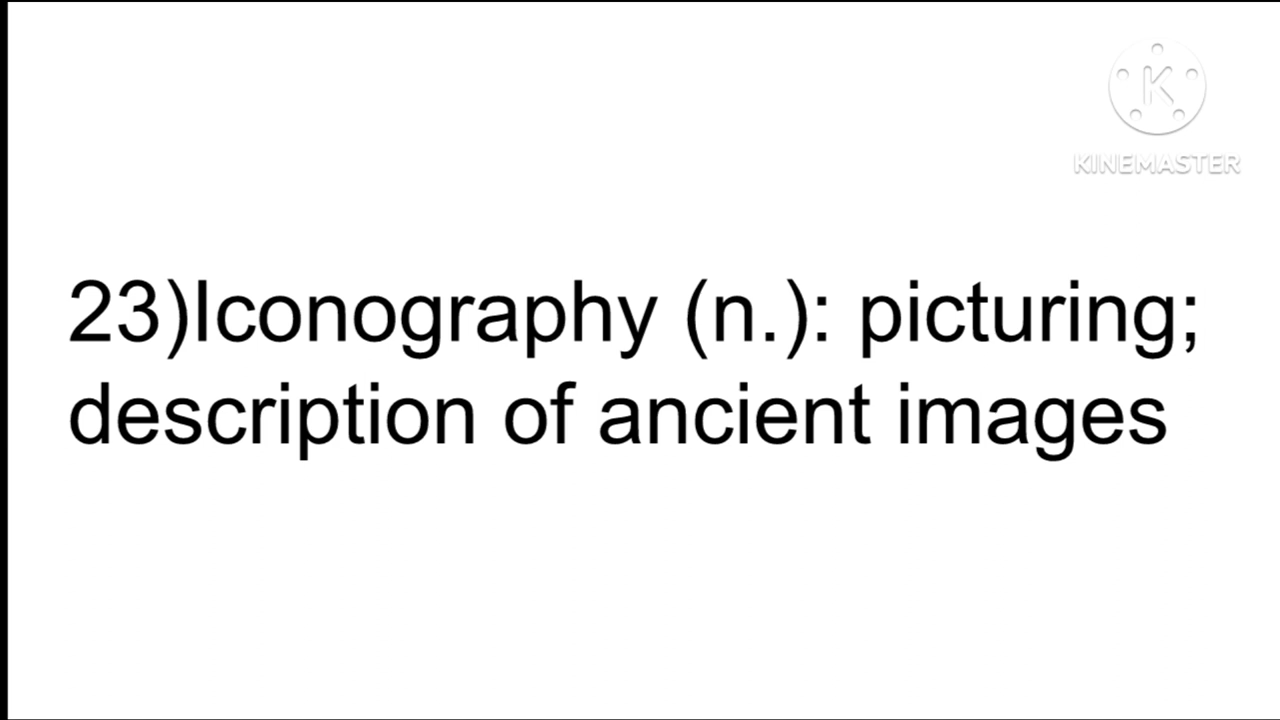 K
KINEMASTER
23)Iconography (n.): picturing;
description of ancient images